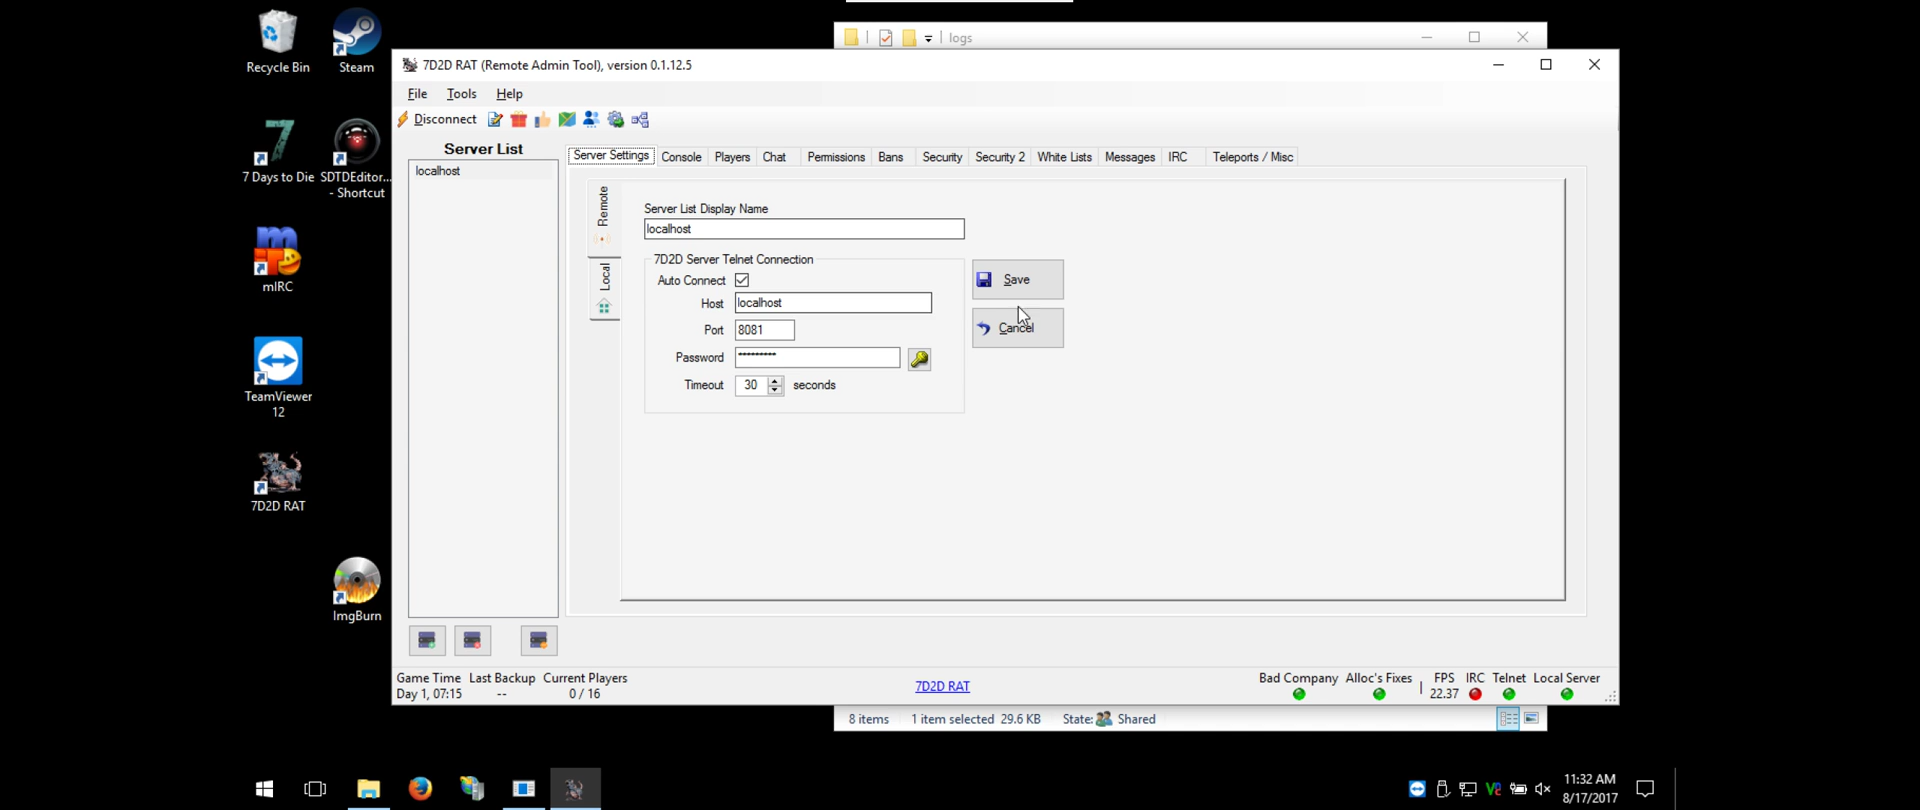 Recycle Bin
Steam
7 Days to Die
SDTDEditor...
- Shortcut
mIRC
TeamViewer
12
7D2D RAT
ImgBurn
logs
7D2D RAT (Remote Admin Tool), version 0.1.12.5
File Tools Help
Disconnect
Server List
localhost
Server Settings Console Players Chat Permissions Bans Security Security 2 White Lists Messages IRC Teleports / Misc
Remote
Local
Server List Display Name
localhost
7D2D Server Telnet Connection
Auto Connect
Host localhost
Port 8081
Password *********
Timeout 30 seconds
Save
Cancel
Game Time Last Backup Current Players
Day 1, 07:15 -- 0 / 16
7D2D RAT
Bad Company Alloc's Fixes | FPS IRC Telnet Local Server
22.37
8 items 1 item selected 29.6 KB State: Shared
11:32 AM
8/17/2017